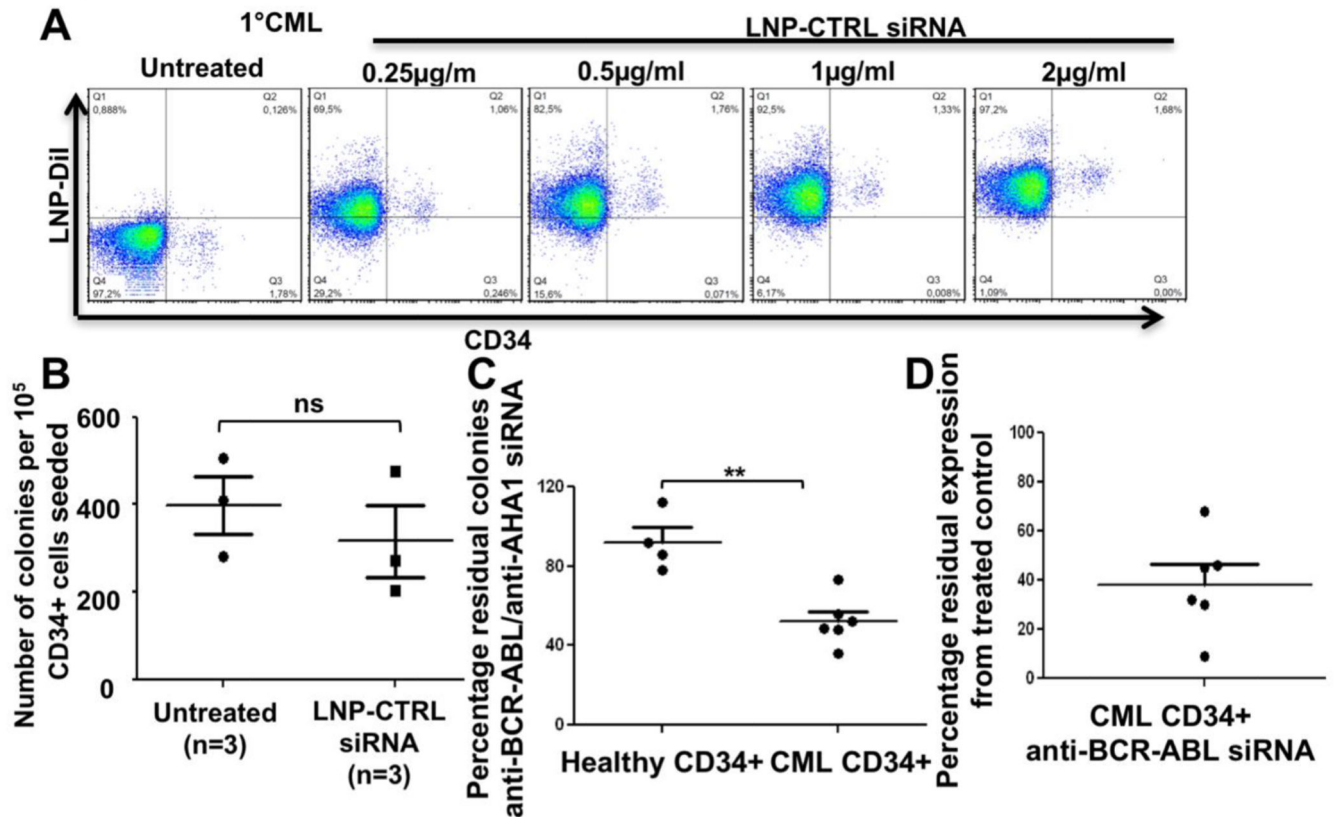 A
1°CML
LNP-CTRL siRNA
Untreated
0.25µg/m
0.5µg/ml
1µg/ml
2µg/ml
Q1
0,888%
Q2
0,126%
Q4
97,2%
Q3
1,78%
Q1
69,5%
Q2
1,06%
Q4
29,2%
Q3
0,246%
Q1
82,5%
Q2
1,76%
Q4
15,6%
Q3
0,071%
Q1
92,5%
Q2
1,33%
Q4
6,17%
Q3
0,008%
Q1
97,2%
Q2
1,68%
Q4
1,09%
Q3
0,00%
LNP-Dil
CD34
B
Number of colonies per 10⁵
CD34+ cells seeded
600
400
200
0
ns
Untreated
(n=3)
LNP-CTRL
siRNA
(n=3)
C
Percentage residual colonies
anti-BCR-ABL/anti-AHA1 siRNA
120
80
40
0
**
Healthy CD34+
CML CD34+
D
Percentage residual expression
from treated control
100
80
60
40
20
0
CML CD34+
anti-BCR-ABL siRNA